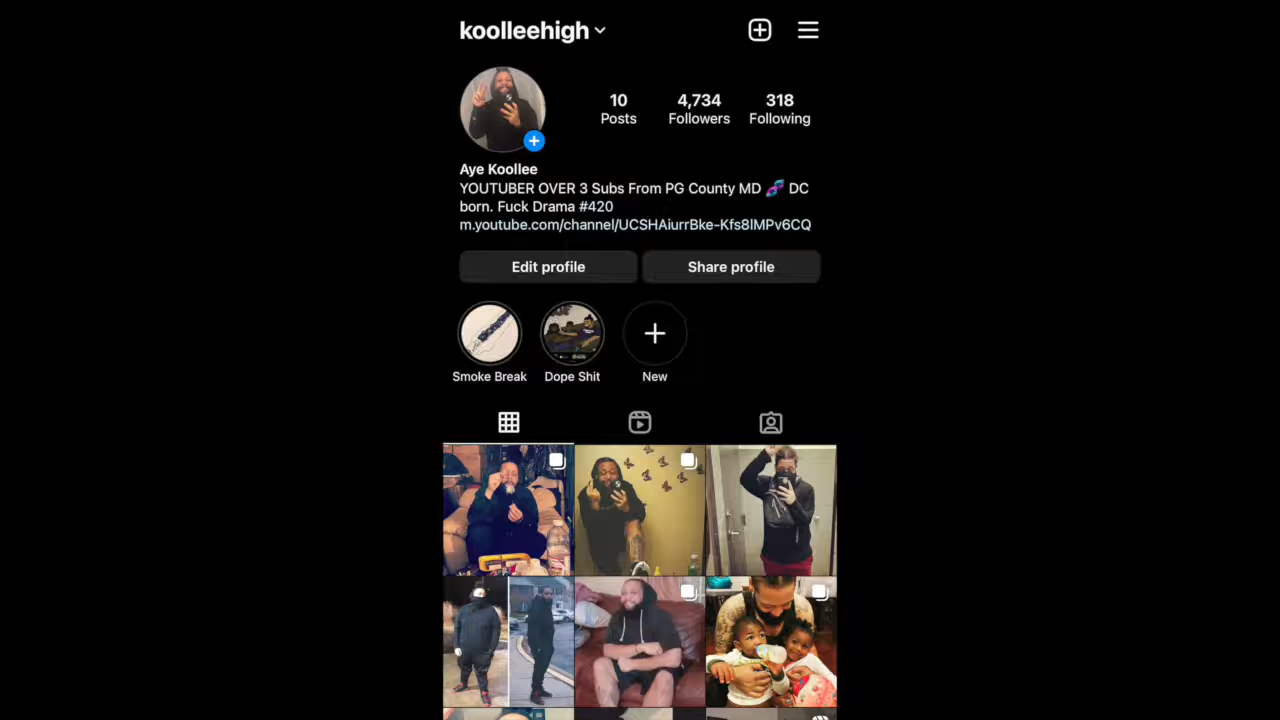 koolleehigh
10 4,734 318
Posts Followers Following
Aye Koollee
YOUTUBER OVER 3 Subs From PG County MD 🧬 DC
born. Fuck Drama #420
m.youtube.com/channel/UCSHAiurrBke-Kfs8lMPv6CQ
Edit profile Share profile
Smoke Break Dope Shit New